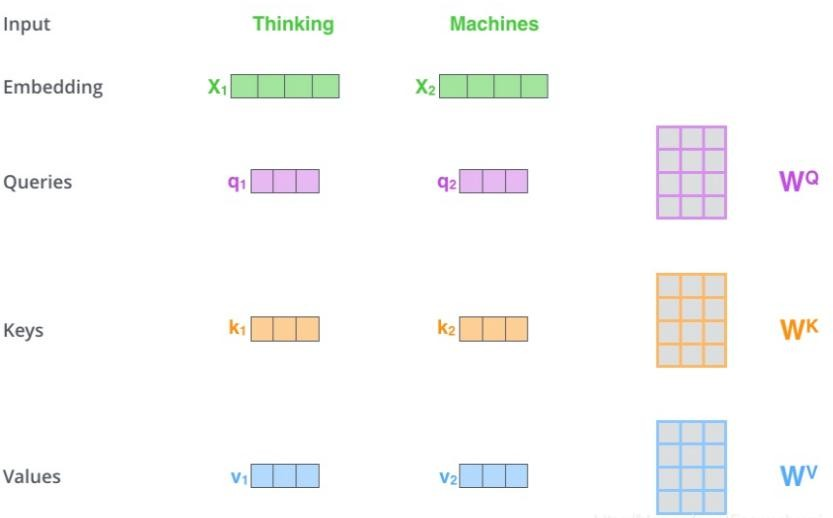 Input Thinking Machines
Embedding X1 X2
Queries q1 q2 WQ
Keys k1 k2 WK
Values v1 v2 WV